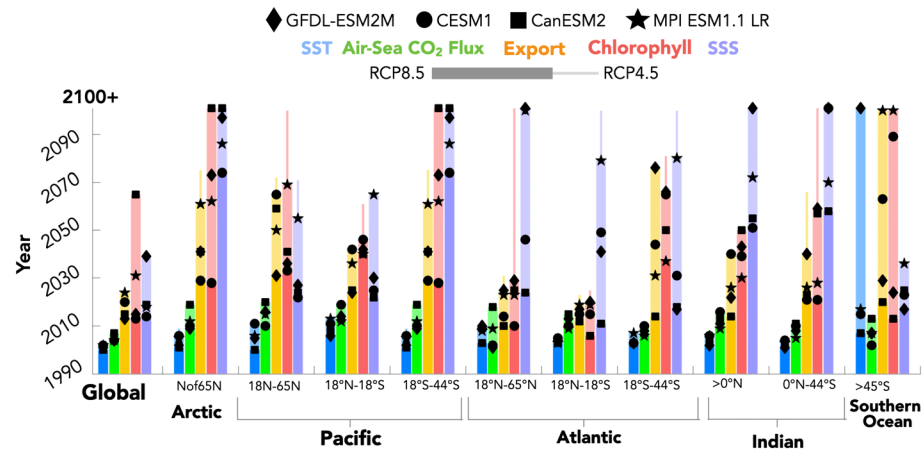 GFDL-ESM2M CESM1 CanESM2 MPI ESM1.1 LR
SST Air-Sea CO₂ Flux Export Chlorophyll SSS
RCP8.5 RCP4.5
2100+
2090
2070
2050
2030
2010
1990
Year
Global
Nof65N 18N-65N 18°N-18°S 18°S-44°S 18°N-65°N 18°N-18°S 18°S-44°S >0°N 0°N-44°S >45°S
Arctic
Pacific
Atlantic
Indian
Southern
Ocean